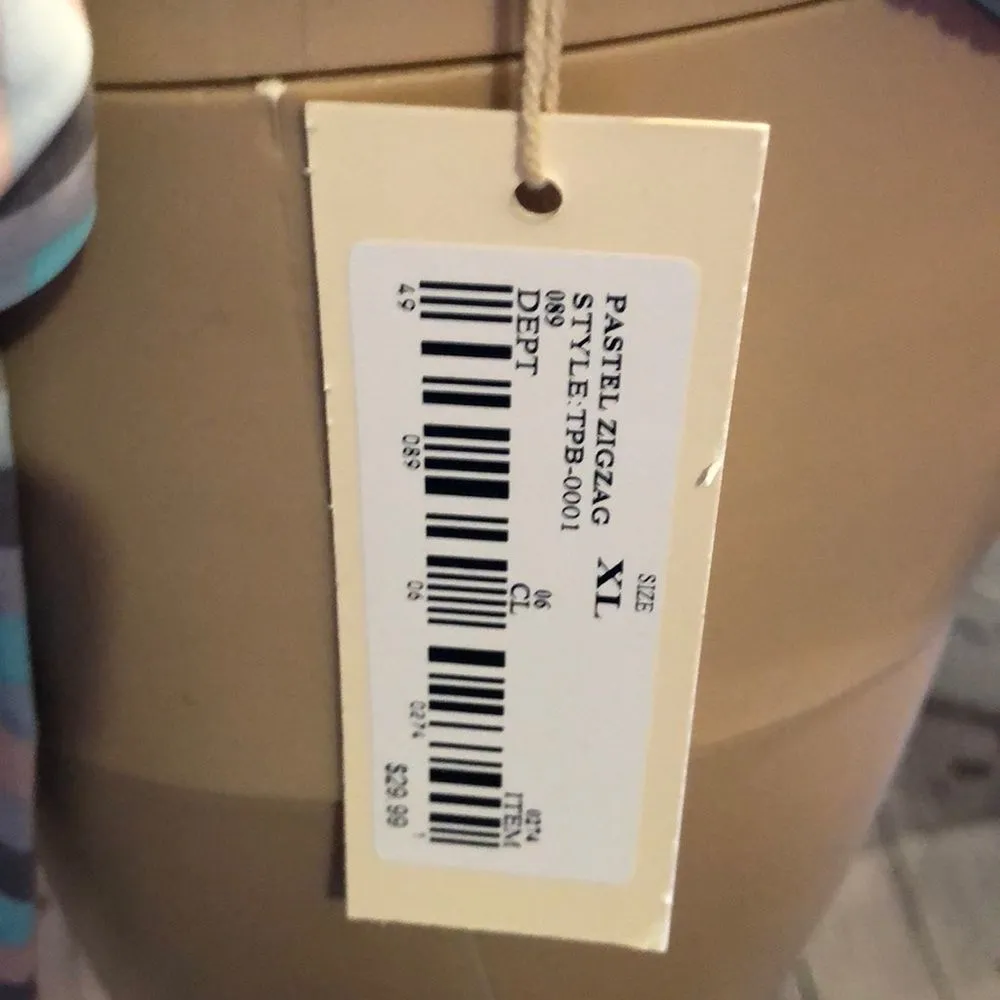 SIZE
PASTEL ZIGZAG XL
STYLE:TPB-0001
089 06 0274
DEPT CL ITEM
49 089 06 0274 1
$29.99